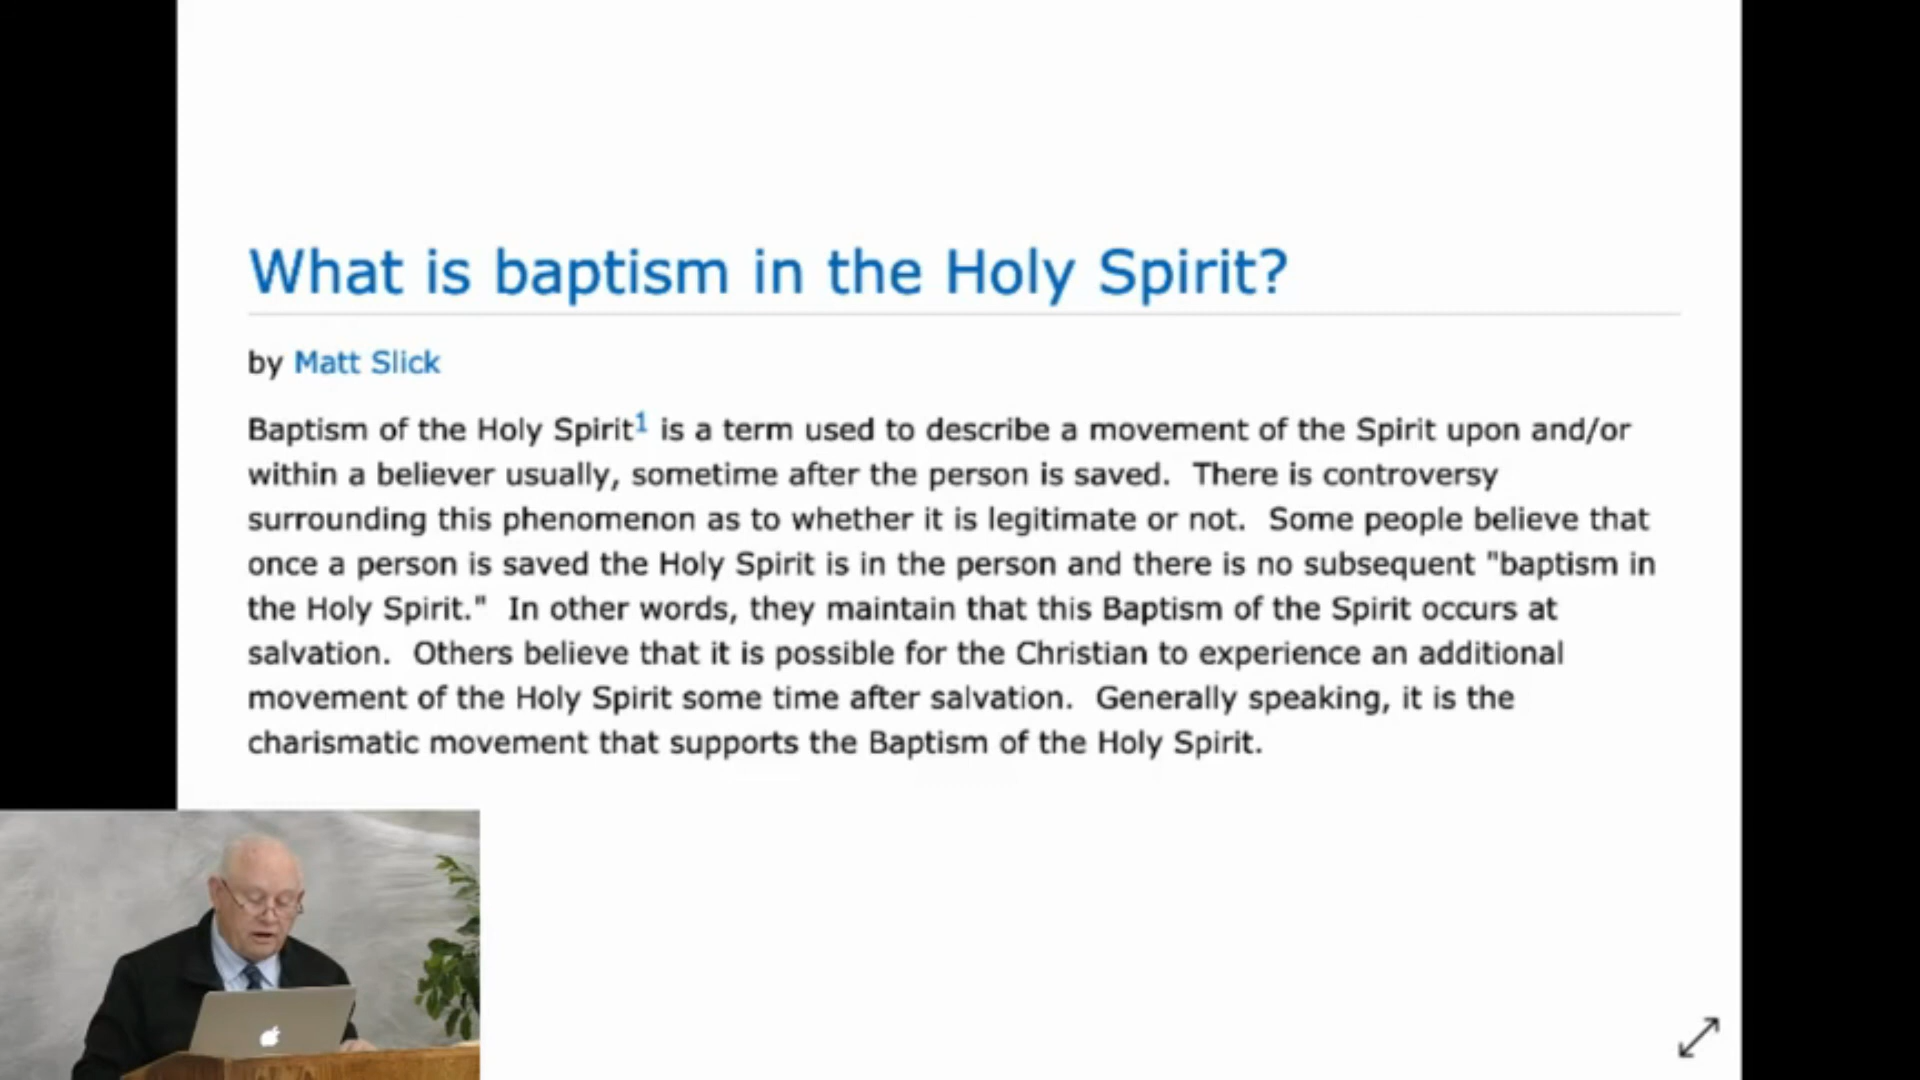 What is baptism in the Holy Spirit?
by Matt Slick
Baptism of the Holy Spirit1 is a term used to describe a movement of the Spirit upon and/or
within a believer usually, sometime after the person is saved.  There is controversy
surrounding this phenomenon as to whether it is legitimate or not.  Some people believe that
once a person is saved the Holy Spirit is in the person and there is no subsequent "baptism in
the Holy Spirit."  In other words, they maintain that this Baptism of the Spirit occurs at
salvation.  Others believe that it is possible for the Christian to experience an additional
movement of the Holy Spirit some time after salvation.  Generally speaking, it is the
charismatic movement that supports the Baptism of the Holy Spirit.